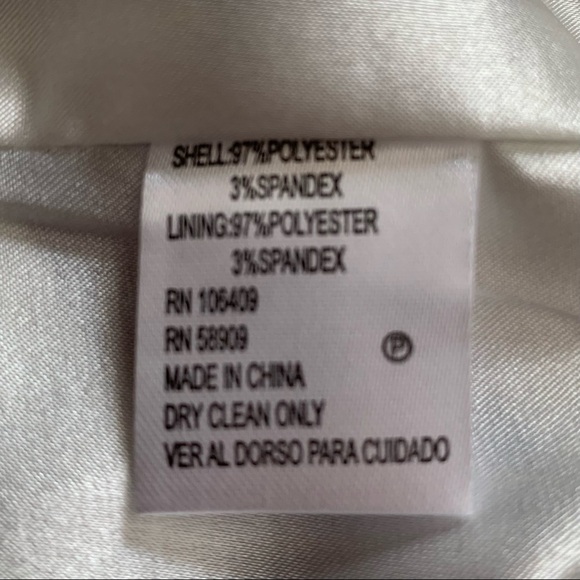 SHELL:97%POLYESTER
3%SPANDEX
LINING:97%POLYESTER
3%SPANDEX
RN 106409
RN 58909
P
MADE IN CHINA
DRY CLEAN ONLY
VER AL DORSO PARA CUIDADO